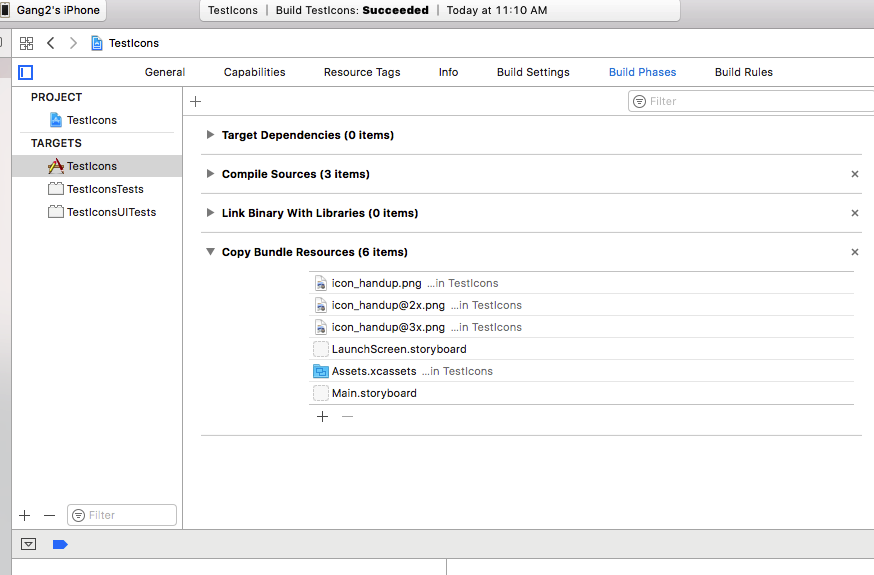 Gang2's iPhone
TestIcons | Build TestIcons: Succeeded | Today at 11:10 AM
TestIcons
General Capabilities Resource Tags Info Build Settings Build Phases Build Rules
PROJECT
TestIcons
TARGETS
TestIcons
TestIconsTests
TestIconsUITests
Filter
Filter
Target Dependencies (0 items)
Compile Sources (3 items)
Link Binary With Libraries (0 items)
Copy Bundle Resources (6 items)
icon_handup.png ...in TestIcons
icon_handup@2x.png ...in TestIcons
icon_handup@3x.png ...in TestIcons
LaunchScreen.storyboard
Assets.xcassets ...in TestIcons
Main.storyboard